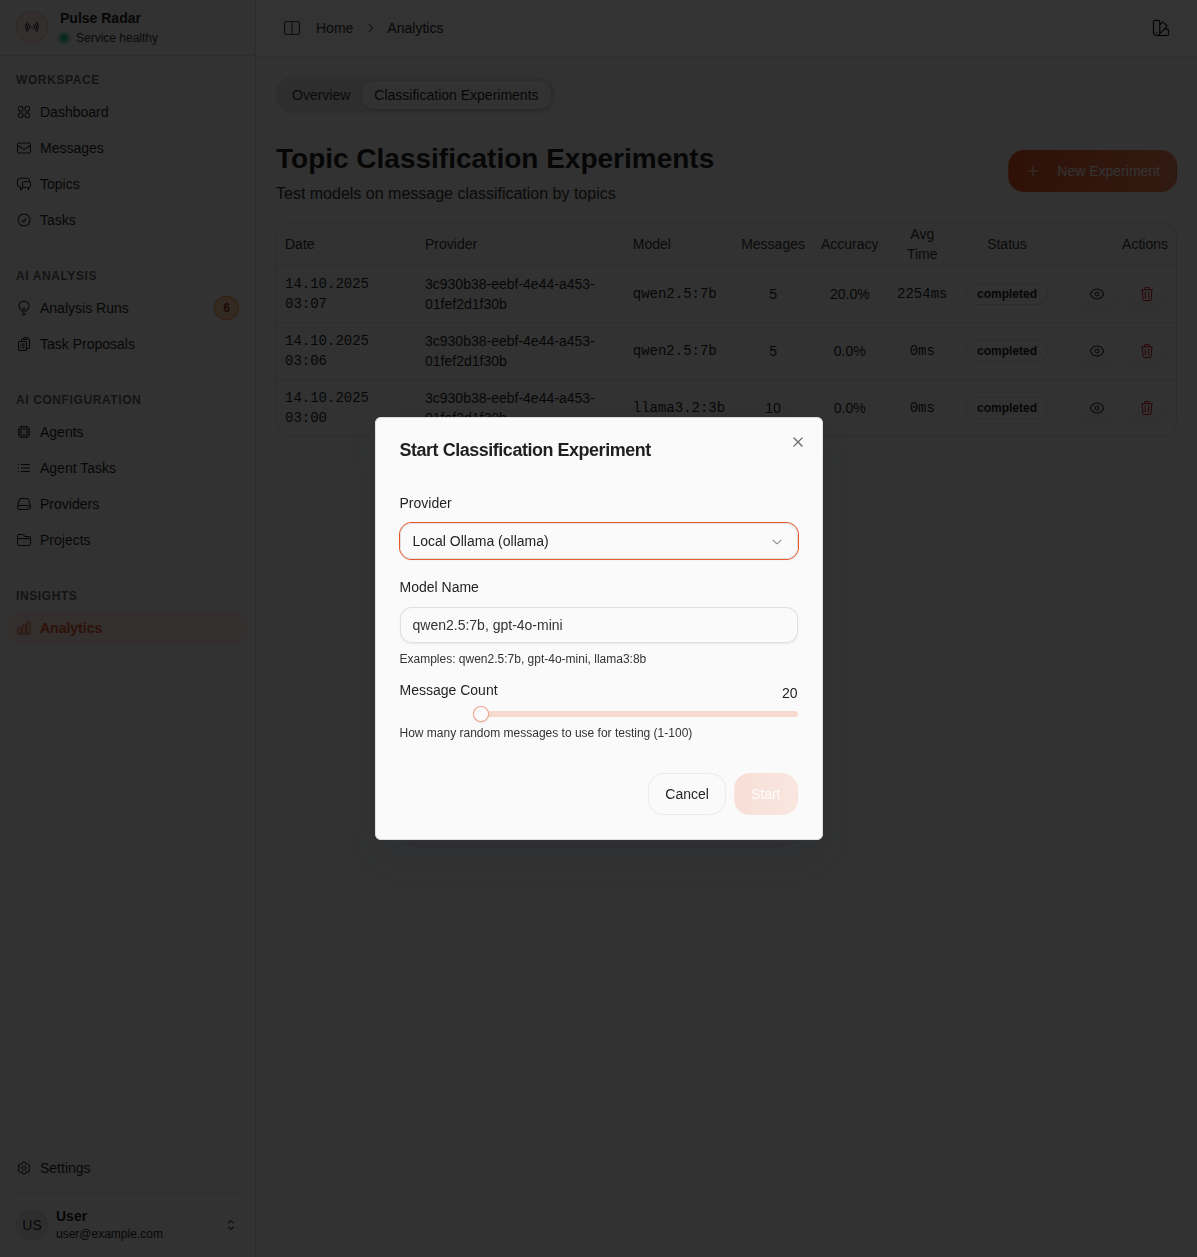 Pulse Radar
Service healthy
WORKSPACE
Dashboard
Messages
Topics
Tasks
AI ANALYSIS
Analysis Runs
6
Task Proposals
AI CONFIGURATION
Agents
Agent Tasks
Providers
Projects
INSIGHTS
Analytics
Settings
US
User
user@example.com
Home
Analytics
Overview
Classification Experiments
Topic Classification Experiments
Test models on message classification by topics
New Experiment
Date Provider Model Messages Accuracy Avg Time Status Actions
14.10.2025 03:07 3c930b38-eebf-4e44-a453-01fef2d1f30b qwen2.5:7b 5 20.0% 2254ms completed
14.10.2025 03:06 3c930b38-eebf-4e44-a453-01fef2d1f30b qwen2.5:7b 5 0.0% 0ms completed
14.10.2025 03:00 3c930b38-eebf-4e44-a453- llama3.2:3b 10 0.0% 0ms completed
Start Classification Experiment
Provider
Local Ollama (ollama)
Model Name
qwen2.5:7b, gpt-4o-mini
Examples: qwen2.5:7b, gpt-4o-mini, llama3:8b
Message Count
20
How many random messages to use for testing (1-100)
Cancel
Start